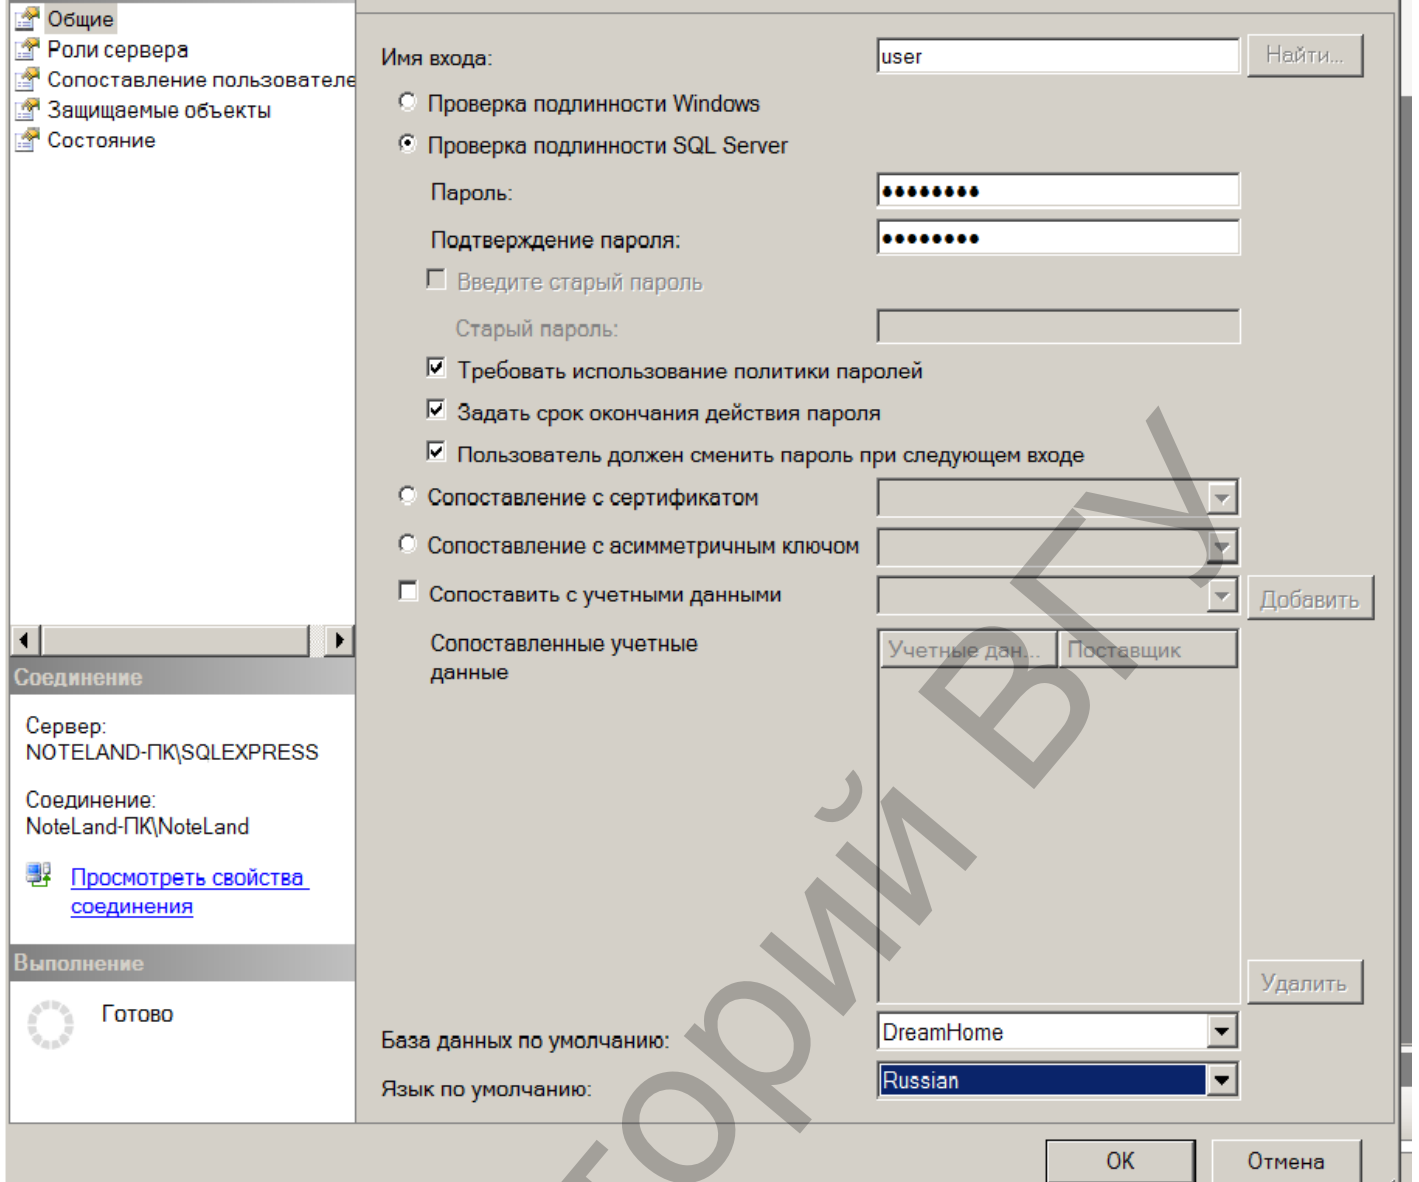 Общие
Роли сервера
Сопоставление пользователе
Защищаемые объекты
Состояние
Соединение
Сервер:
NOTELAND-ПК\SQLEXPRESS
Соединение:
NoteLand-ПК\NoteLand
Просмотреть свойства
соединения
Выполнение
Готово
Имя входа:
user
Найти...
Проверка подлинности Windows
Проверка подлинности SQL Server
Пароль:
••••••••
Подтверждение пароля:
••••••••
Введите старый пароль
Старый пароль:
Требовать использование политики паролей
Задать срок окончания действия пароля
Пользователь должен сменить пароль при следующем входе
Сопоставление с сертификатом
Сопоставление с асимметричным ключом
Сопоставить с учетными данными
Добавить
Сопоставленные учетные
данные
Учетные дан... Поставщик
Удалить
База данных по умолчанию:
DreamHome
Язык по умолчанию:
Russian
OK
Отмена
торий ВГУ